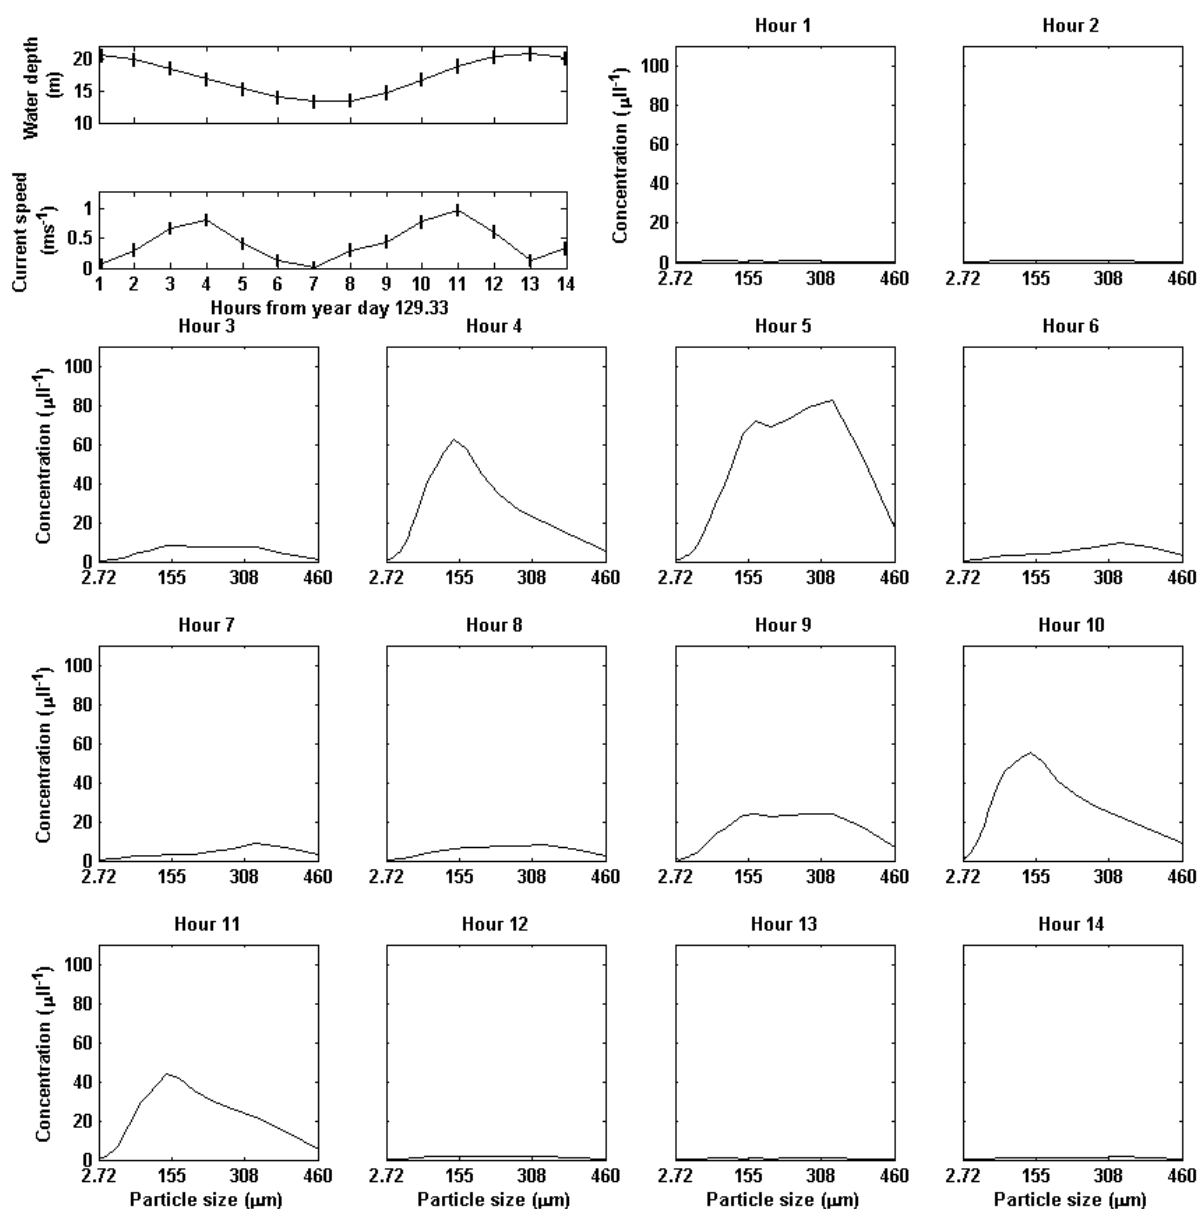 Hour 1
Hour 2
Water depth
(m)
20
15
10
Current speed
(ms-1)
1
0.5
0
1 2 3 4 5 6 7 8 9 10 11 12 13 14
Hours from year day 129.33
Concentration (µll-1)
100
80
60
40
20
0
2.72 155 308 460
2.72 155 308 460
Hour 3
Hour 4
Hour 5
Hour 6
Concentration (µll-1)
100
80
60
40
20
0
2.72 155 308 460
2.72 155 308 460
2.72 155 308 460
2.72 155 308 460
Hour 7
Hour 8
Hour 9
Hour 10
Concentration (µll-1)
100
80
60
40
20
0
2.72 155 308 460
2.72 155 308 460
2.72 155 308 460
2.72 155 308 460
Hour 11
Hour 12
Hour 13
Hour 14
Concentration (µll-1)
100
80
60
40
20
0
2.72 155 308 460
2.72 155 308 460
2.72 155 308 460
2.72 155 308 460
Particle size (µm)
Particle size (µm)
Particle size (µm)
Particle size (µm)